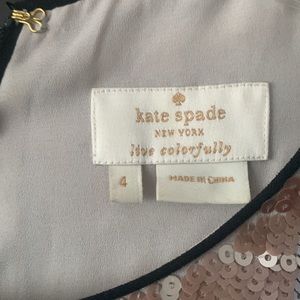 kate spade
NEW YORK
live colorfully
4
MADE IN CHINA